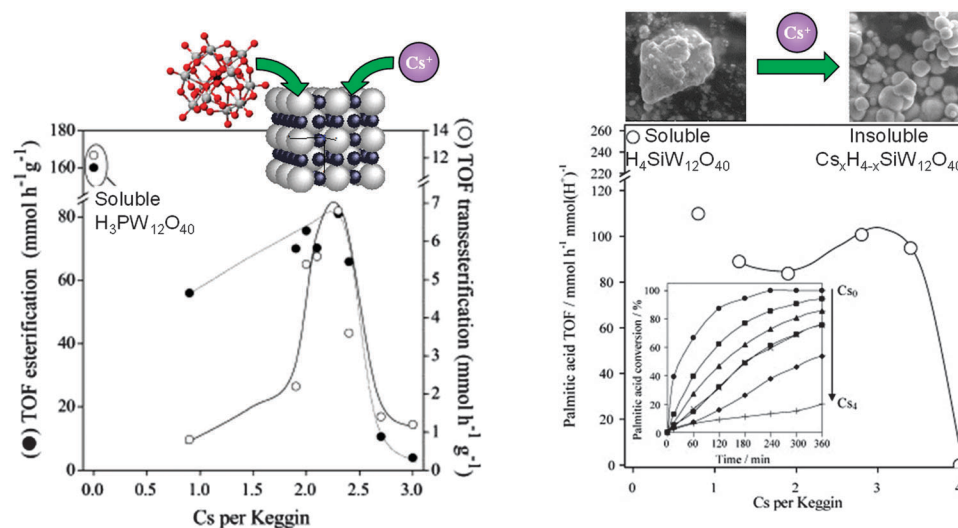 Cs⁺
180
160
80
60
40
20
0
(●) TOF esterification (mmol h⁻¹ g⁻¹)
Soluble
H₃PW₁₂O₄₀
14
12
7
6
5
4
3
2
1
0
(○) TOF transesterification (mmol h⁻¹ g⁻¹)
0.0 0.5 1.0 1.5 2.0 2.5 3.0
Cs per Keggin
Cs⁺
Soluble
H₄SiW₁₂O₄₀
Insoluble
CsₓH₄₋ₓSiW₁₂O₄₀
260
240
100
80
60
40
20
0
Palmitic acid TOF / mmol h⁻¹ mmol(H⁺)⁻¹
100
80
60
40
20
0
Palmitic acid conversion / %
Cs₀
Cs₄
0 60 120 180 240 300 360
Time / min
0 1 2 3 4
Cs per Keggin